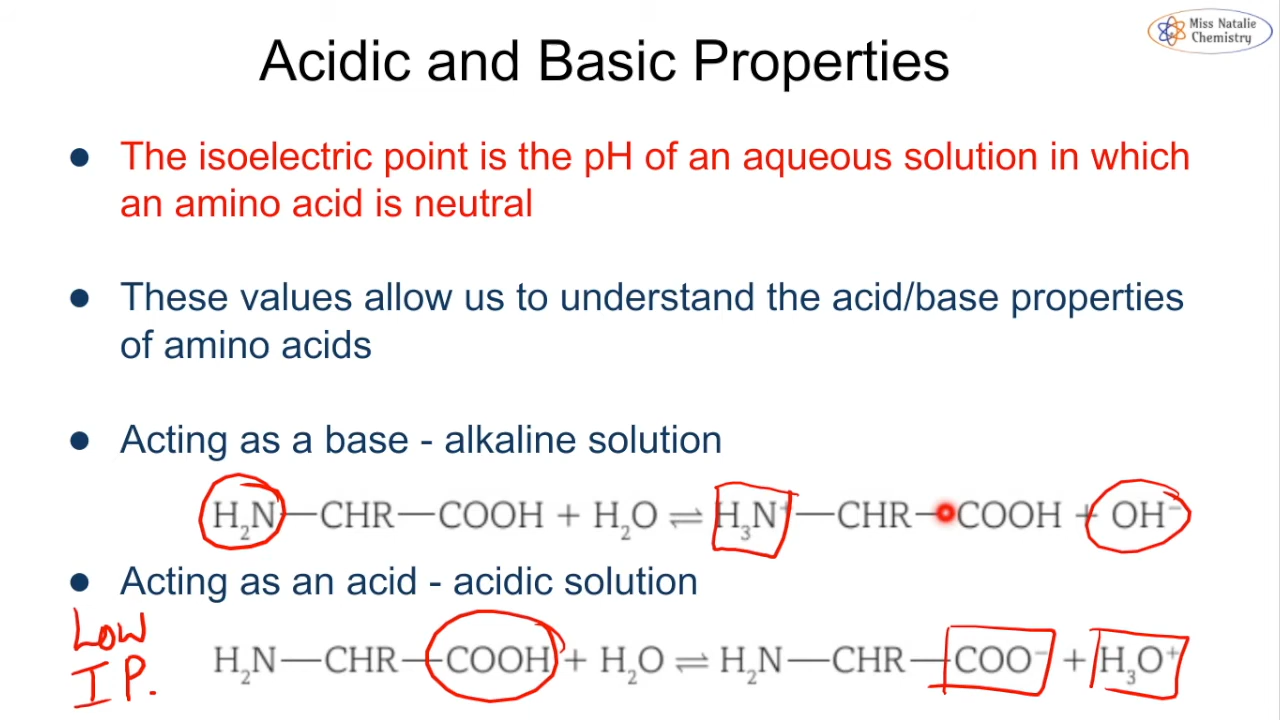 Miss Natalie
Chemistry
Acidic and Basic Properties
● The isoelectric point is the pH of an aqueous solution in which
an amino acid is neutral
● These values allow us to understand the acid/base properties
of amino acids
● Acting as a base - alkaline solution
H₂N—CHR—COOH + H₂O ⇌ H₃N⁺—CHR—COOH + OH⁻
● Acting as an acid - acidic solution
LOW
I P.
H₂N—CHR—COOH + H₂O ⇌ H₂N—CHR—COO⁻ + H₃O⁺